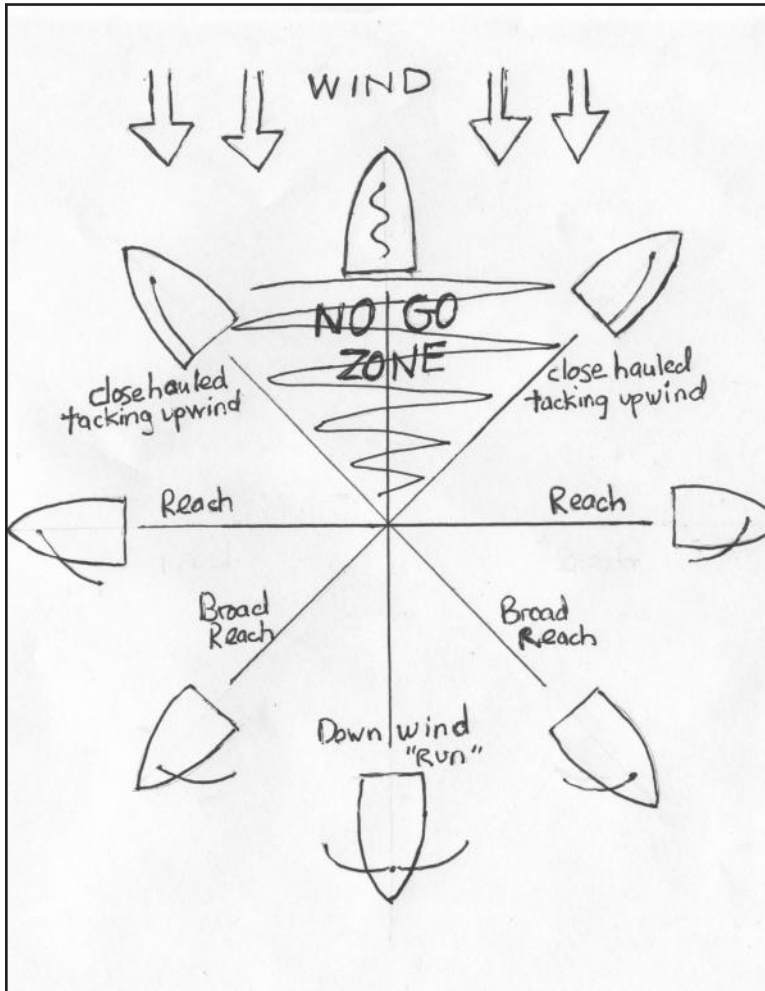 WIND
NO GO
ZONE
close hauled
tacking upwind
close hauled
tacking upwind
Reach
Reach
Broad
Reach
Broad
Reach
Down wind
"Run"